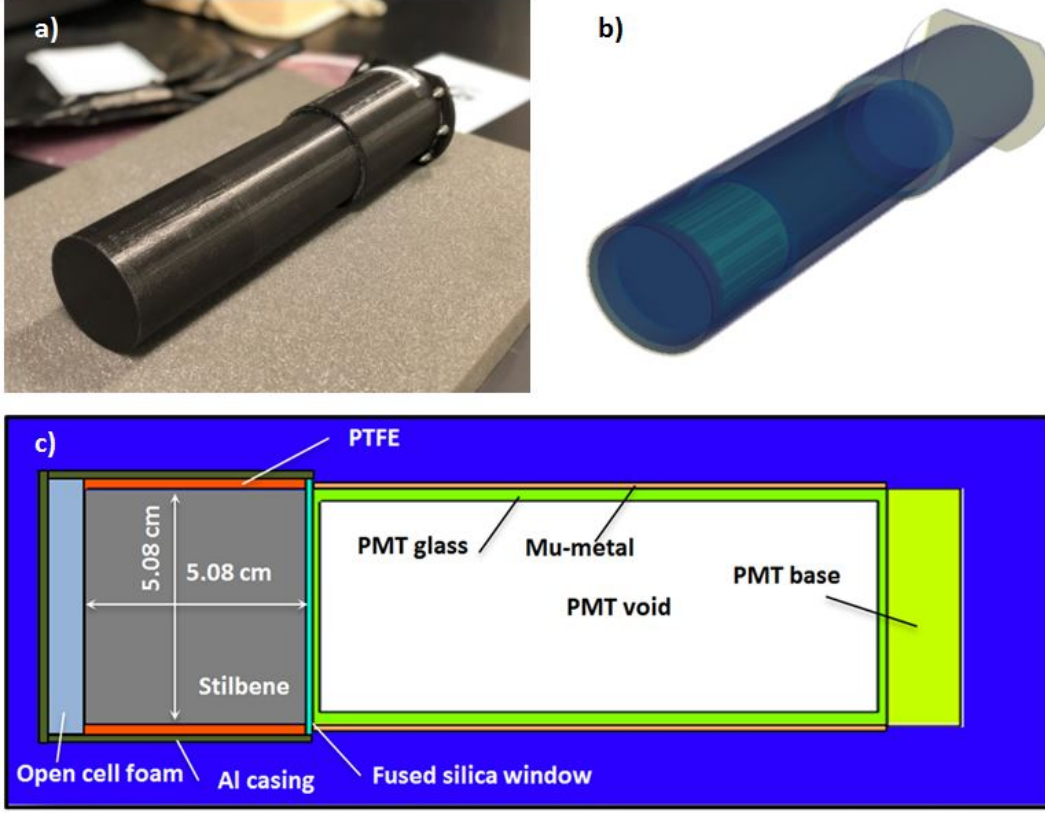 a)
b)
c)
PTFE
5.08 cm
5.08 cm
Stilbene
PMT glass
Mu-metal
PMT void
PMT base
Open cell foam
Al casing
Fused silica window